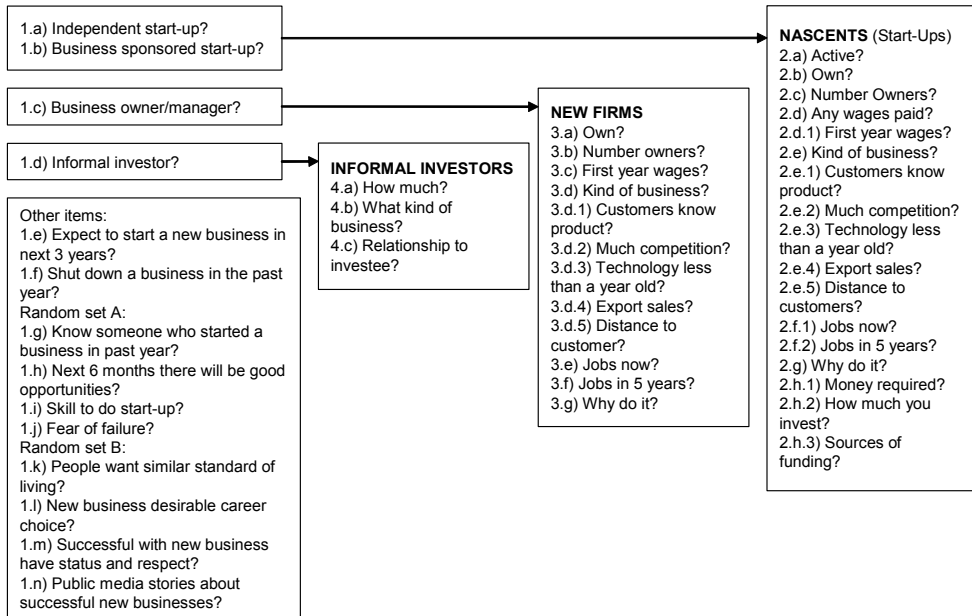 1.a) Independent start-up?
1.b) Business sponsored start-up?
1.c) Business owner/manager?
1.d) Informal investor?
Other items:
1.e) Expect to start a new business in
next 3 years?
1.f) Shut down a business in the past
year?
Random set A:
1.g) Know someone who started a
business in past year?
1.h) Next 6 months there will be good
opportunities?
1.i) Skill to do start-up?
1.j) Fear of failure?
Random set B:
1.k) People want similar standard of
living?
1.l) New business desirable career
choice?
1.m) Successful with new business
have status and respect?
1.n) Public media stories about
successful new businesses?
INFORMAL INVESTORS
4.a) How much?
4.b) What kind of
business?
4.c) Relationship to
investee?
NEW FIRMS
3.a) Own?
3.b) Number owners?
3.c) First year wages?
3.d) Kind of business?
3.d.1) Customers know
product?
3.d.2) Much competition?
3.d.3) Technology less
than a year old?
3.d.4) Export sales?
3.d.5) Distance to
customer?
3.e) Jobs now?
3.f) Jobs in 5 years?
3.g) Why do it?
NASCENTS (Start-Ups)
2.a) Active?
2.b) Own?
2.c) Number Owners?
2.d) Any wages paid?
2.d.1) First year wages?
2.e) Kind of business?
2.e.1) Customers know
product?
2.e.2) Much competition?
2.e.3) Technology less
than a year old?
2.e.4) Export sales?
2.e.5) Distance to
customers?
2.f.1) Jobs now?
2.f.2) Jobs in 5 years?
2.g) Why do it?
2.h.1) Money required?
2.h.2) How much you
invest?
2.h.3) Sources of
funding?